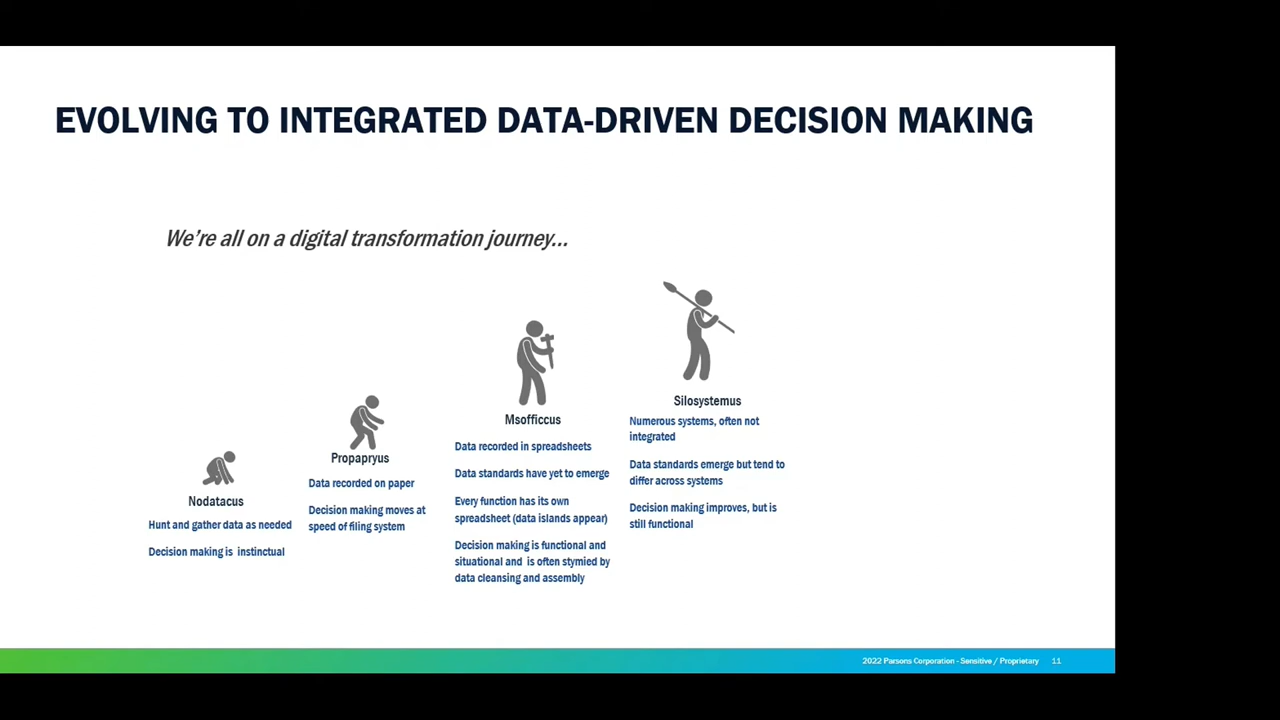 EVOLVING TO INTEGRATED DATA-DRIVEN DECISION MAKING
We're all on a digital transformation journey...
Nodatacus
Hunt and gather data as needed
Decision making is instinctual
Propapryus
Data recorded on paper
Decision making moves at
speed of filing system
Msofficcus
Data recorded in spreadsheets
Data standards have yet to emerge
Every function has its own
spreadsheet (data islands appear)
Decision making is functional and
situational and is often stymied by
data cleansing and assembly
Silosystemus
Numerous systems, often not
integrated
Data standards emerge but tend to
differ across systems
Decision making improves, but is
still functional
2022 Parsons Corporation - Sensitive / Proprietary 11